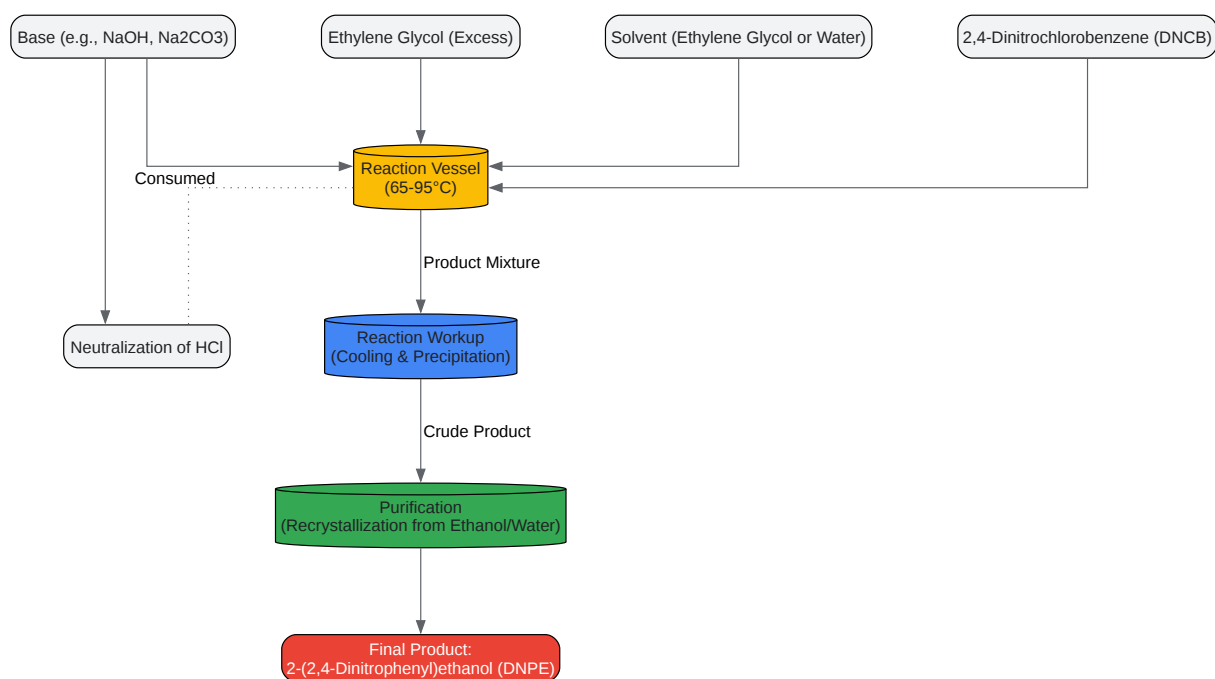 Base (e.g., NaOH, Na2CO3)
Ethylene Glycol (Excess)
Solvent (Ethylene Glycol or Water)
2,4-Dinitrochlorobenzene (DNCB)
Reaction Vessel
(65-95°C)
Consumed
Product Mixture
Neutralization of HCl
Reaction Workup
(Cooling & Precipitation)
Crude Product
Purification
(Recrystallization from Ethanol/Water)
Final Product:
2-(2,4-Dinitrophenyl)ethanol (DNPE)